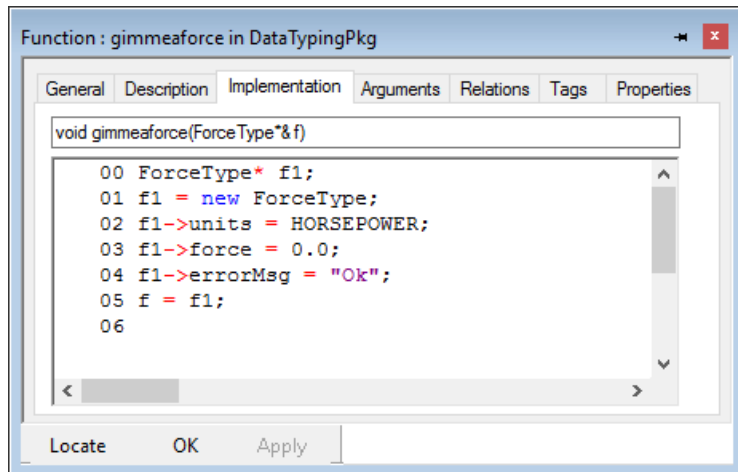 Function : gimmeaforce in DataTypingPkg
General Description Implementation Arguments Relations Tags Properties
void gimmeaforce(ForceType*& f)
00 ForceType* f1;
01 f1 = new ForceType;
02 f1->units = HORSEPOWER;
03 f1->force = 0.0;
04 f1->errorMsg = "Ok";
05 f = f1;
06
Locate OK Apply